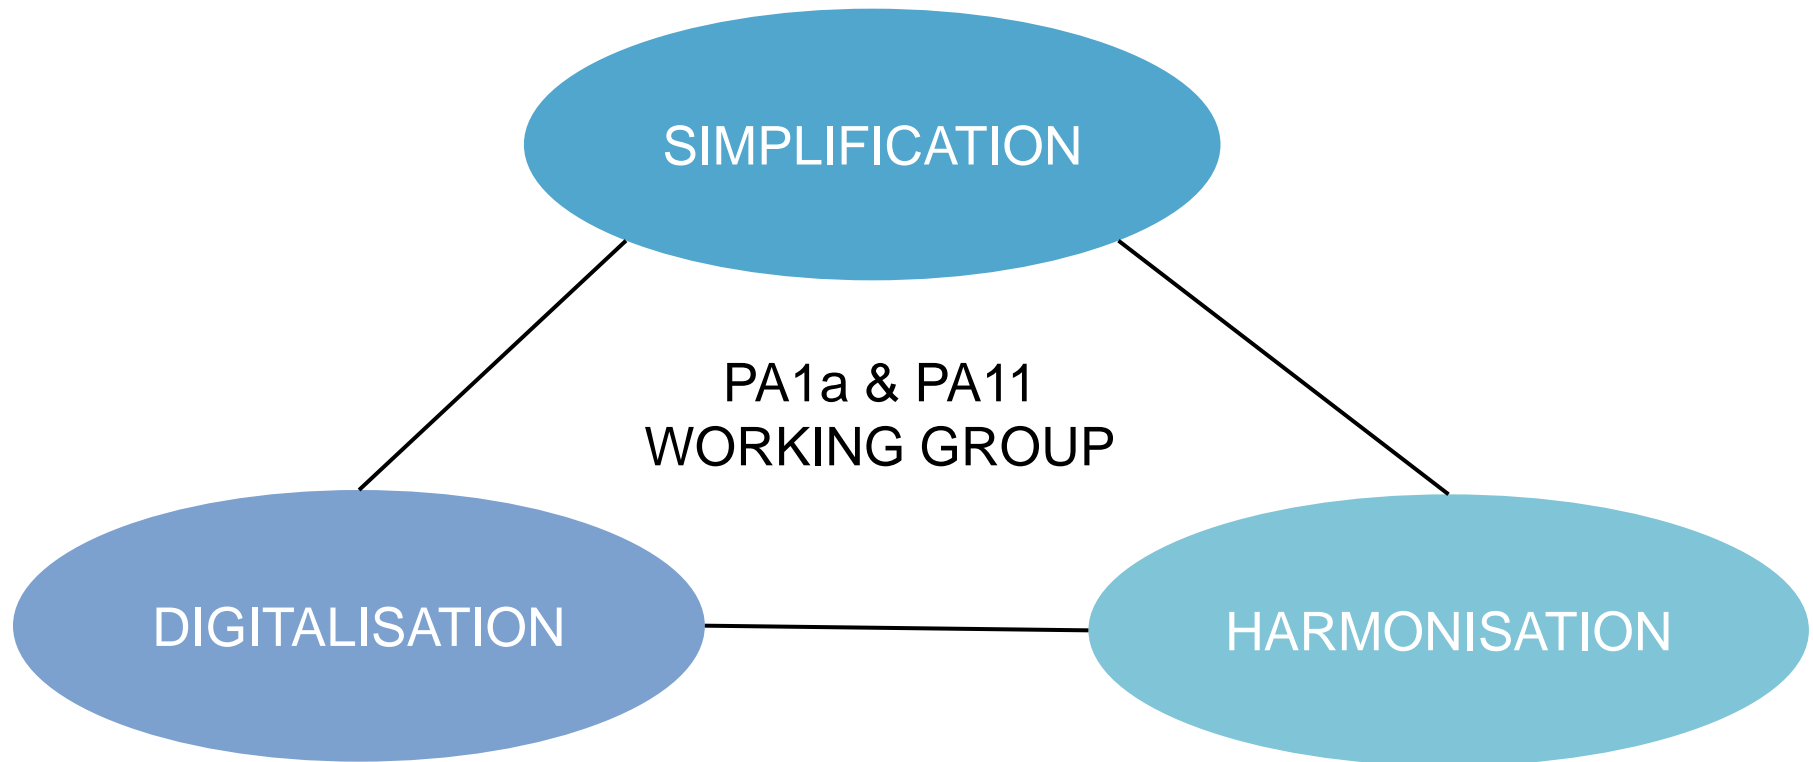 SIMPLIFICATION
PA1a & PA11
WORKING GROUP
DIGITALISATION
HARMONISATION